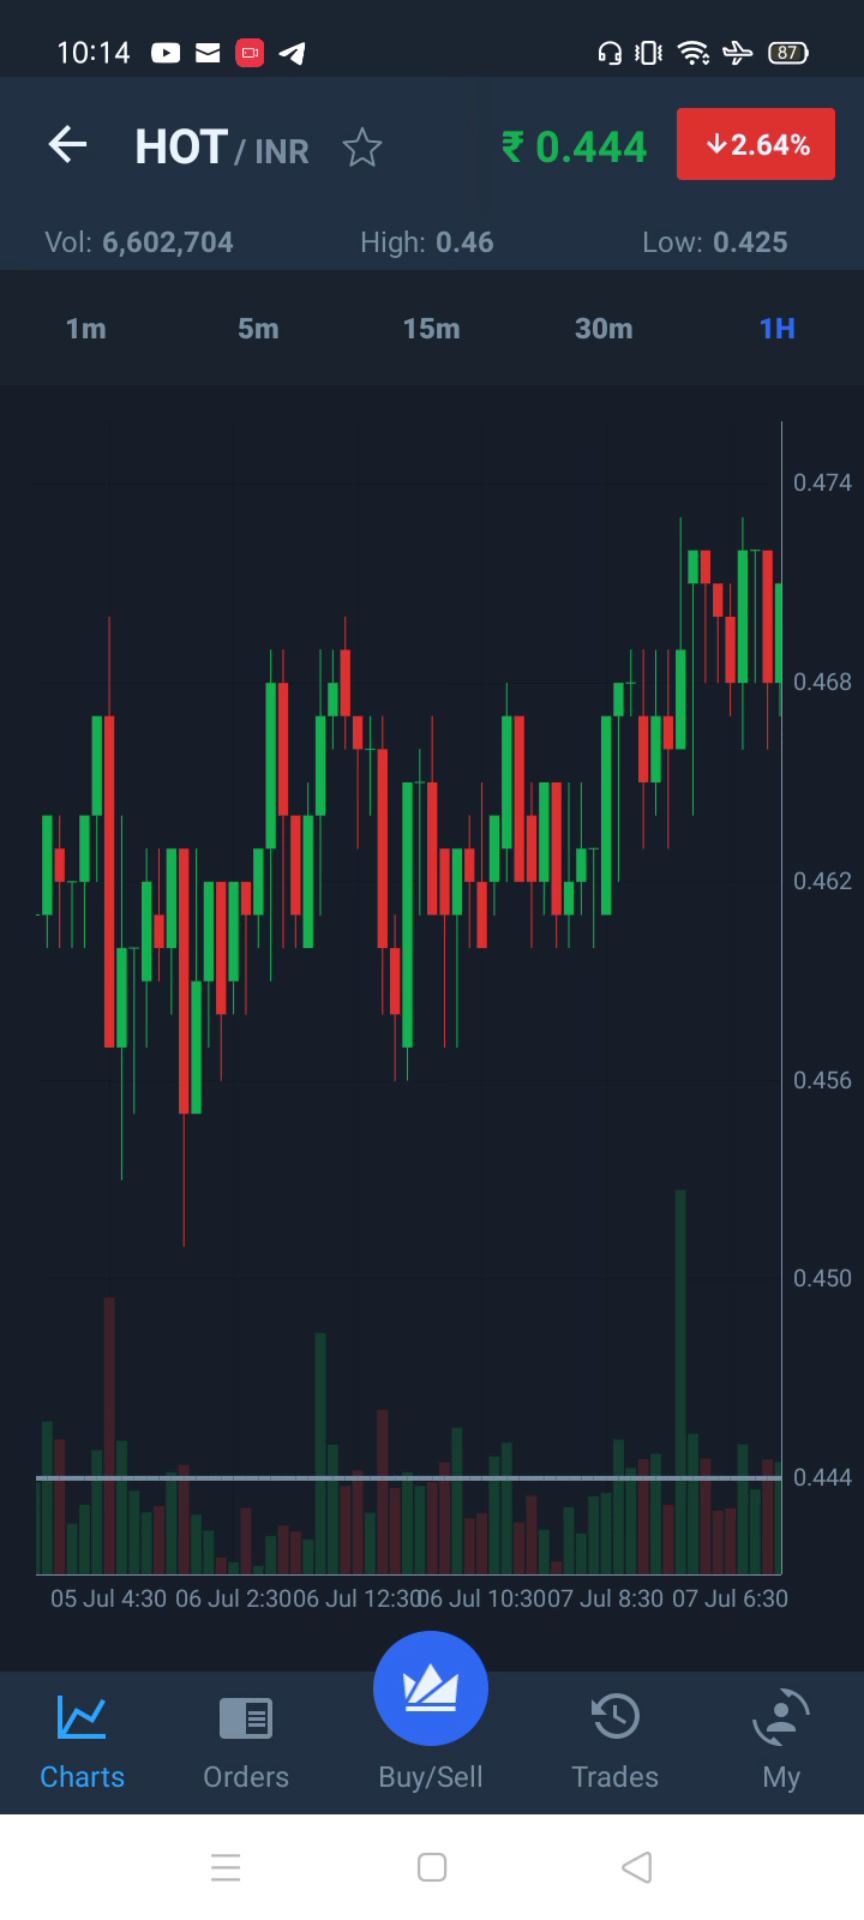 10:14 87
HOT / INR ₹ 0.444 ↓2.64%
Vol: 6,602,704 High: 0.46 Low: 0.425
1m 5m 15m 30m 1H
0.474
0.468
0.462
0.456
0.450
0.444
05 Jul 4:30 06 Jul 2:30 06 Jul 12:30 06 Jul 10:30 07 Jul 8:30 07 Jul 6:30
Charts Orders Buy/Sell Trades My